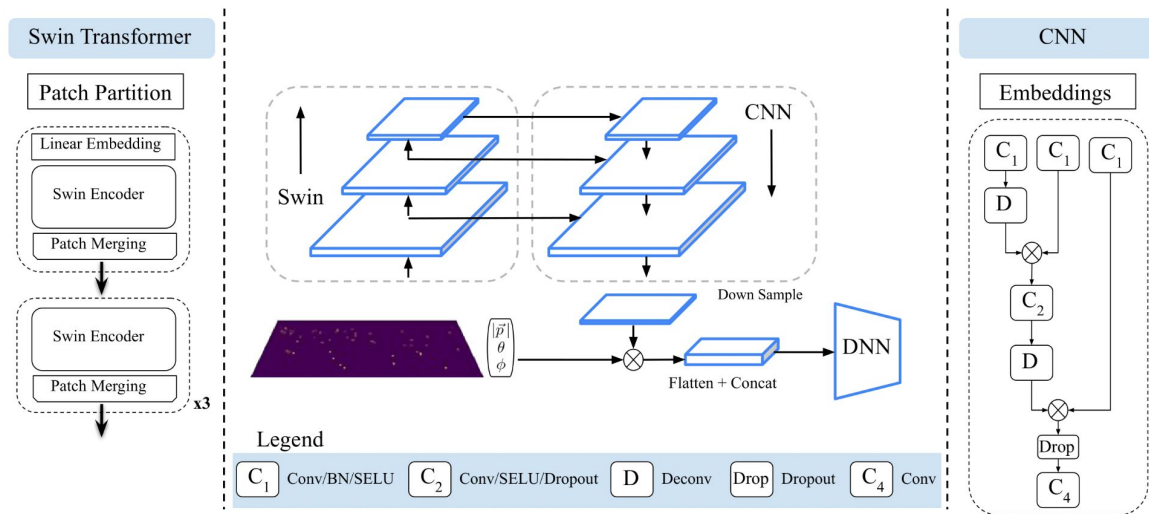 Swin Transformer
Patch Partition
Linear Embedding
Swin Encoder
Patch Merging
Swin Encoder
Patch Merging
x3
Swin
CNN
Down Sample
|p⃗|
θ
ϕ
Flatten + Concat
DNN
Legend
C₁ Conv/BN/SELU C₂ Conv/SELU/Dropout D Deconv Drop Dropout C₄ Conv
CNN
Embeddings
C₁ C₁ C₁
D
C₂
D
Drop
C₄